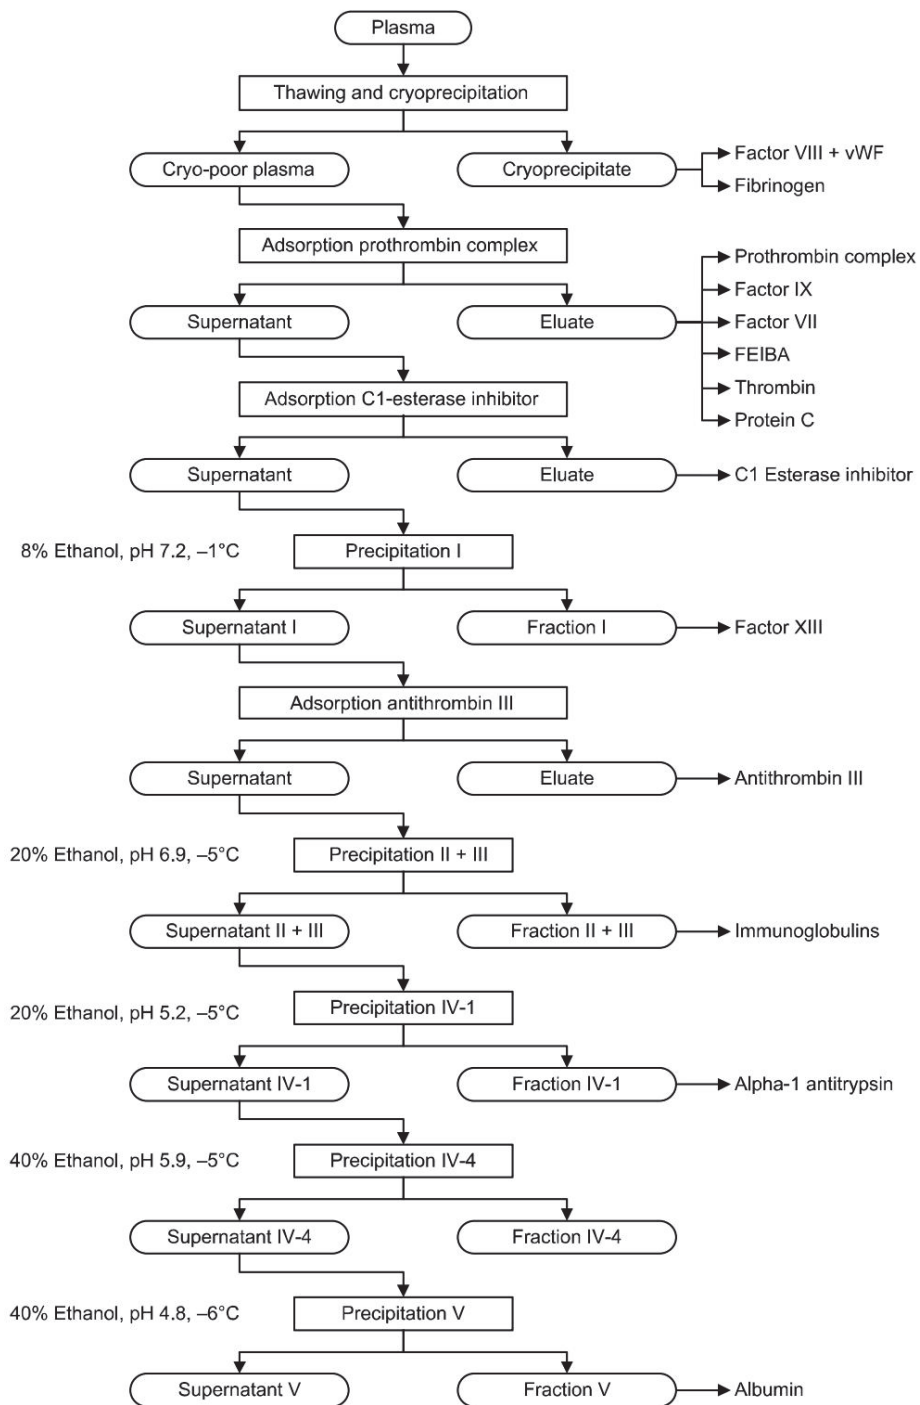 Plasma
Thawing and cryoprecipitation
Cryo-poor plasma
Cryoprecipitate
Factor VIII + vWF
Fibrinogen
Adsorption prothrombin complex
Supernatant
Eluate
Prothrombin complex
Factor IX
Factor VII
FEIBA
Thrombin
Protein C
Adsorption C1-esterase inhibitor
Supernatant
Eluate
C1 Esterase inhibitor
8% Ethanol, pH 7.2, –1°C
Precipitation I
Supernatant I
Fraction I
Factor XIII
Adsorption antithrombin III
Supernatant
Eluate
Antithrombin III
20% Ethanol, pH 6.9, –5°C
Precipitation II + III
Supernatant II + III
Fraction II + III
Immunoglobulins
20% Ethanol, pH 5.2, –5°C
Precipitation IV-1
Supernatant IV-1
Fraction IV-1
Alpha-1 antitrypsin
40% Ethanol, pH 5.9, –5°C
Precipitation IV-4
Supernatant IV-4
Fraction IV-4
40% Ethanol, pH 4.8, –6°C
Precipitation V
Supernatant V
Fraction V
Albumin